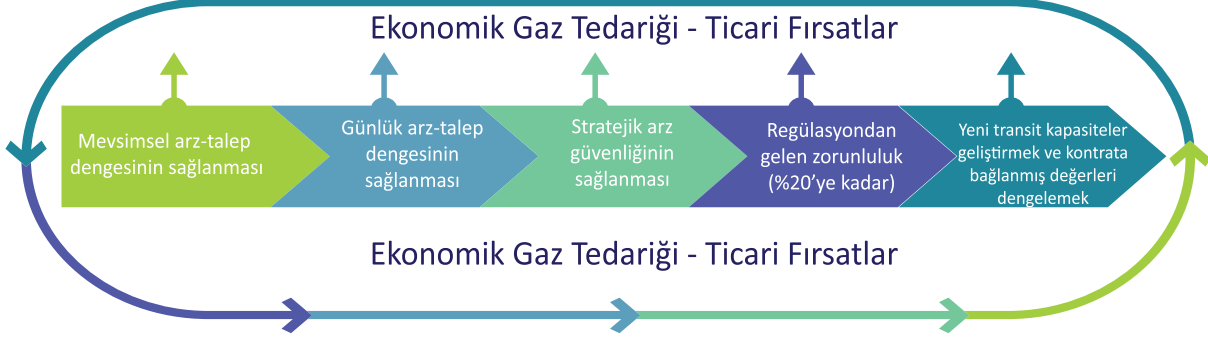 Ekonomik Gaz Tedariği - Ticari Fırsatlar
Mevsimsel arz-talep
dengesinin sağlanması
Günlük arz-talep
dengesinin
sağlanması
Stratejik arz
güvenliğinin
sağlanması
Regülasyondan
gelen zorunluluk
(%20’ye kadar)
Yeni transit kapasiteler
geliştirmek ve kontrata
bağlanmış değerleri
dengelemek
Ekonomik Gaz Tedariği - Ticari Fırsatlar